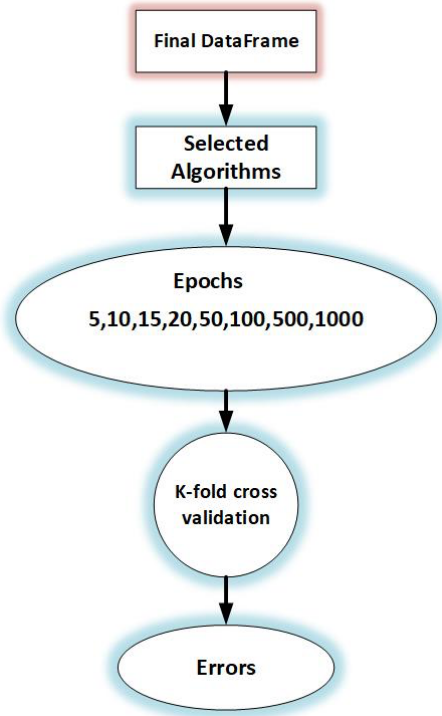 Final DataFrame
Selected
Algorithms
Epochs
5,10,15,20,50,100,500,1000
K-fold cross
validation
Errors